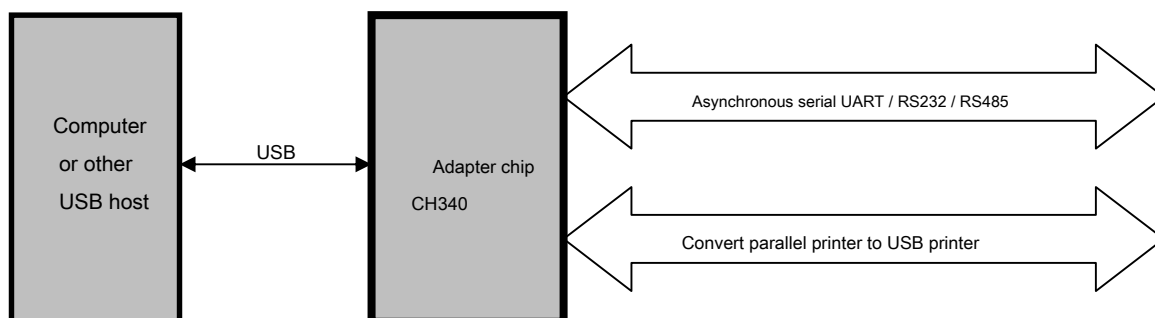 Computer
or other
USB host
USB
Adapter chip
CH340
Asynchronous serial UART / RS232 / RS485
Convert parallel printer to USB printer